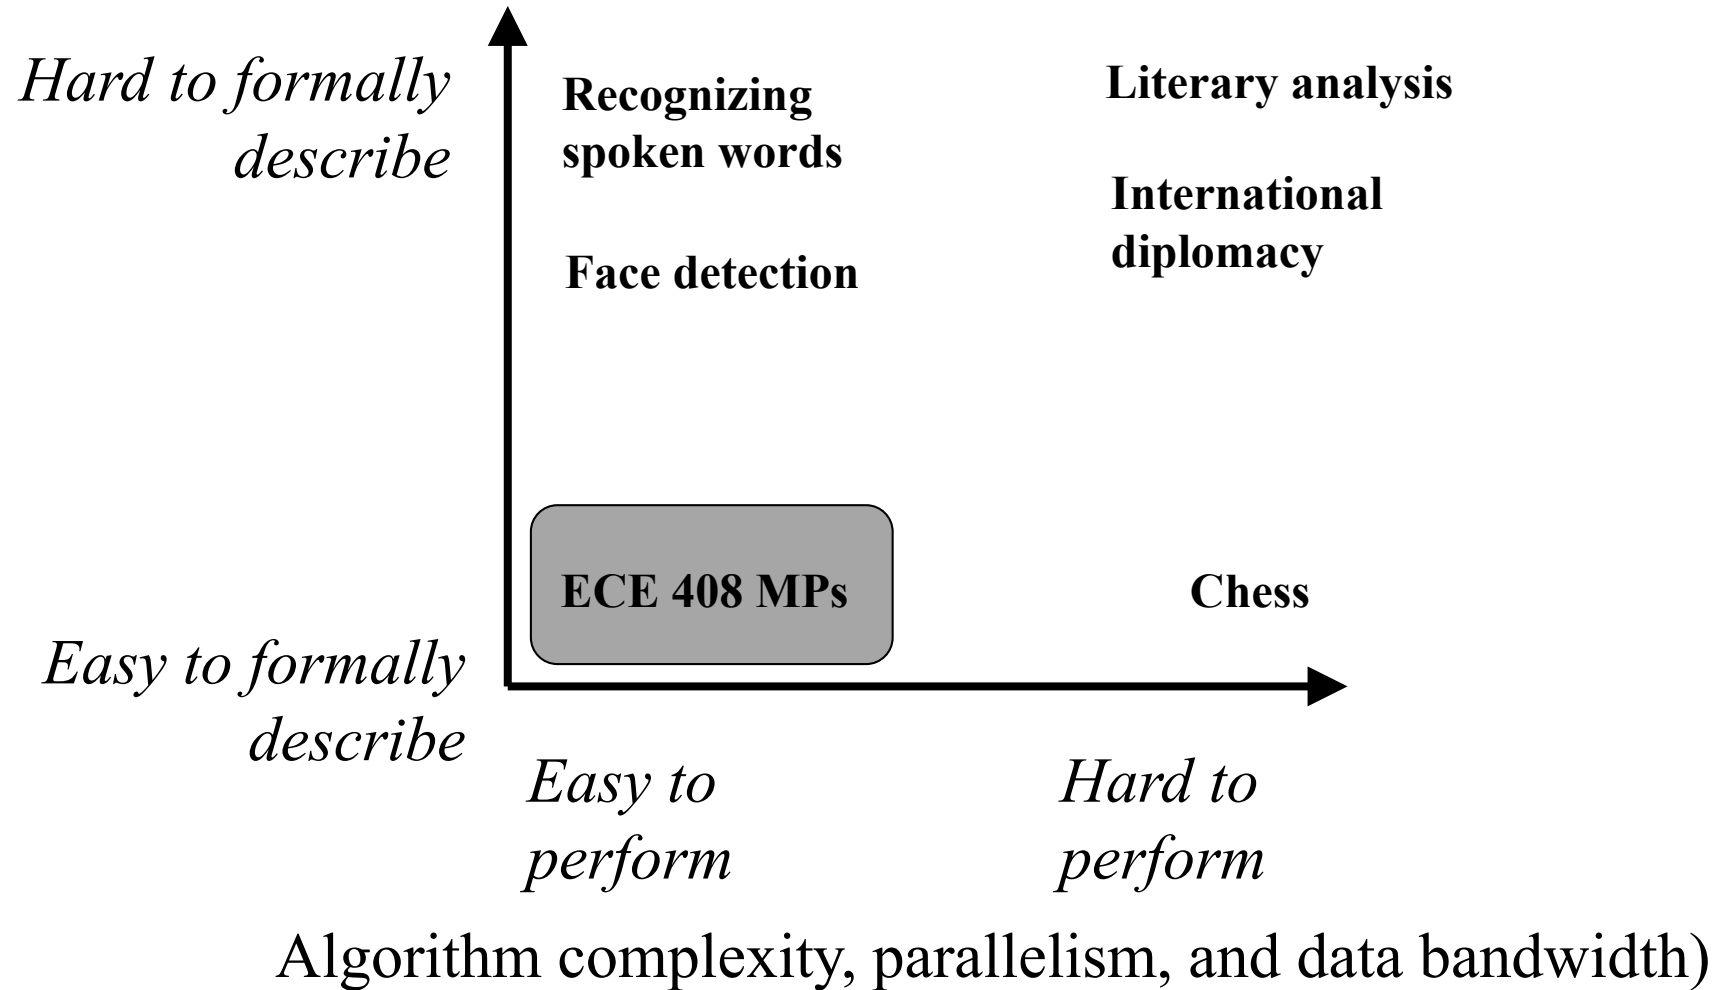 Hard to formally
describe
Recognizing
spoken words
Face detection
Literary analysis
International
diplomacy
ECE 408 MPs
Chess
Easy to formally
describe
Easy to
perform
Hard to
perform
Algorithm complexity, parallelism, and data bandwidth)